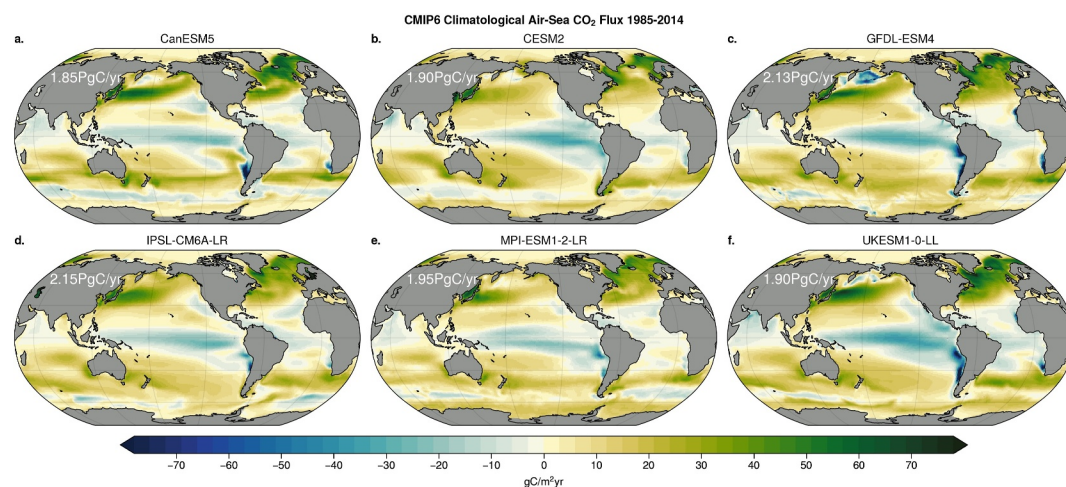 CMIP6 Climatological Air-Sea CO₂ Flux 1985-2014
a. CanESM5
b. CESM2
c. GFDL-ESM4
1.85PgC/yr
1.90PgC/yr
2.13PgC/yr
d. IPSL-CM6A-LR
e. MPI-ESM1-2-LR
f. UKESM1-0-LL
2.15PgC/yr
1.95PgC/yr
1.90PgC/yr
−70 −60 −50 −40 −30 −20 −10 0 10 20 30 40 50 60 70
gC/m²yr